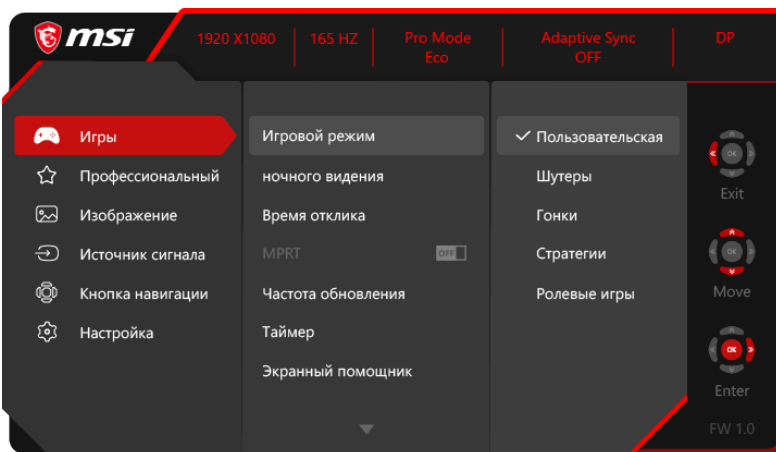 msi
1920 X1080
165 HZ
Pro Mode
Eco
Adaptive Sync
OFF
DP
Игры
Профессиональный
Изображение
Источник сигнала
Кнопка навигации
Настройка
Игровой режим
ночного видения
Время отклика
MPRT
OFF
Частота обновления
Таймер
Экранный помощник
Пользовательская
Шутеры
Гонки
Стратегии
Ролевые игры
OK
Exit
OK
Move
OK
Enter
FW 1.0